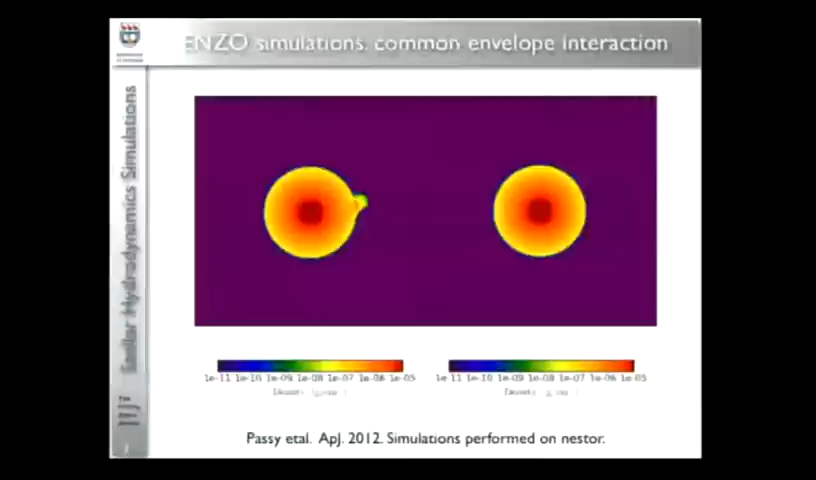 ENZO simulations: common envelope interaction
Stellar Hydrodynamics Simulations
1e-11 1e-10 1e-09 1e-08 1e-07 1e-06 1e-05
1e-11 1e-10 1e-09 1e-08 1e-07 1e-06 1e-05
Density
Density
Passy etal. ApJ. 2012. Simulations performed on nestor.